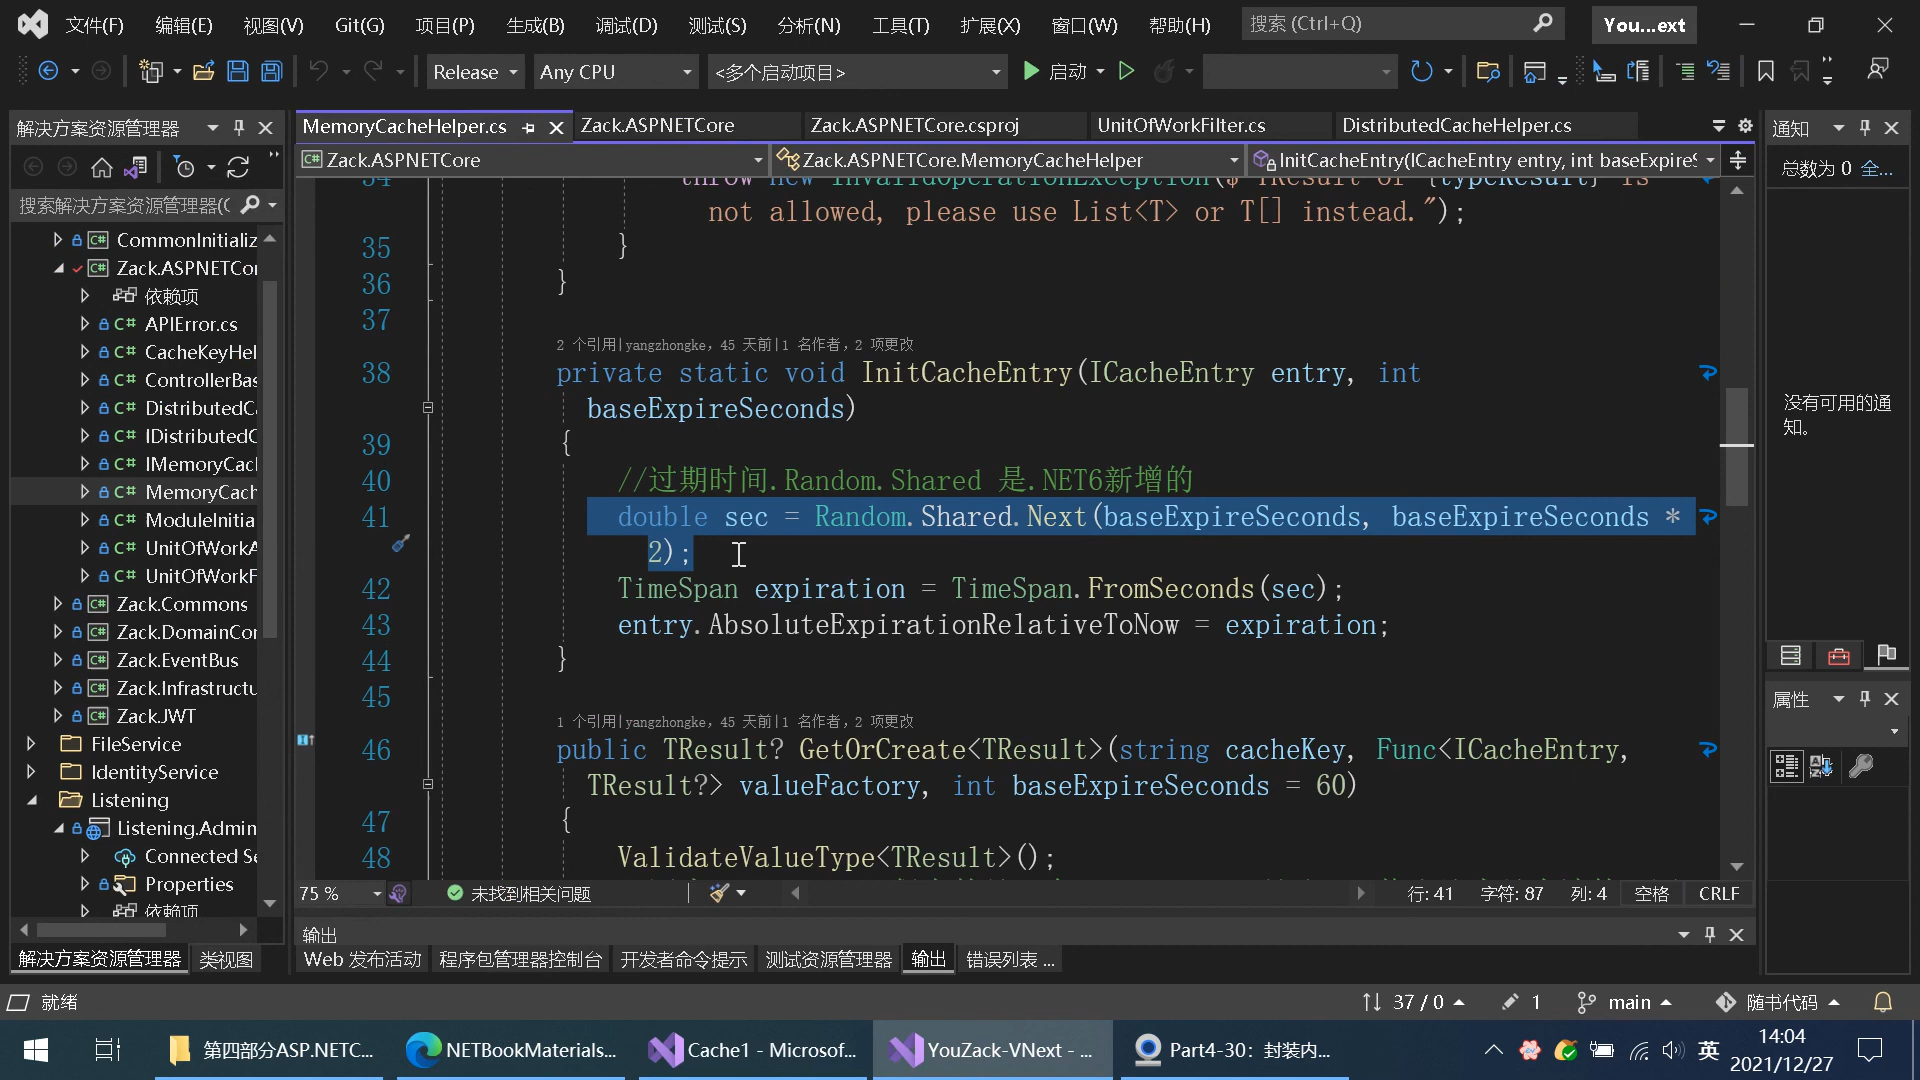 文件(F) 编辑(E) 视图(V) Git(G) 项目(P) 生成(B) 调试(D) 测试(S) 分析(N) 工具(T) 扩展(X) 窗口(W) 帮助(H) 搜索 (Ctrl+Q) You...ext
Release Any CPU <多个启动项目> 启动
解决方案资源管理器
搜索解决方案资源管理器(C
CommonInitializ
Zack.ASPNETCor
依赖项
APIError.cs
CacheKeyHel
ControllerBas
DistributedCa
IDistributedC
IMemoryCacl
MemoryCach
ModuleInitia
UnitOfWorkA
UnitOfWorkF
Zack.Commons
Zack.DomainCor
Zack.EventBus
Zack.Infrastructu
Zack.JWT
FileService
IdentityService
Listening
Listening.Admin
Connected Se
Properties
依赖项
解决方案资源管理器 类视图
MemoryCacheHelper.cs Zack.ASPNETCore Zack.ASPNETCore.csproj UnitOfWorkFilter.cs DistributedCacheHelper.cs
Zack.ASPNETCore Zack.ASPNETCore.MemoryCacheHelper InitCacheEntry(ICacheEntry entry, int baseExpireS
34 throw new InvalidOperationException($"TResult of {typeResult} is
not allowed, please use List<T> or T[] instead.");
35 }
36 }
37
2 个引用|yangzhongke，45 天前|1 名作者，2 项更改
38 private static void InitCacheEntry(ICacheEntry entry, int
baseExpireSeconds)
39 {
40 //过期时间.Random.Shared 是.NET6新增的
41 double sec = Random.Shared.Next(baseExpireSeconds, baseExpireSeconds *
2);
42 TimeSpan expiration = TimeSpan.FromSeconds(sec);
43 entry.AbsoluteExpirationRelativeToNow = expiration;
44 }
45
1 个引用|yangzhongke，45 天前|1 名作者，2 项更改
46 public TResult? GetOrCreate<TResult>(string cacheKey, Func<ICacheEntry,
TResult?> valueFactory, int baseExpireSeconds = 60)
47 {
48 ValidateValueType<TResult>();
75 % 未找到相关问题 行: 41 字符: 87 列: 4 空格 CRLF
输出
Web 发布活动 程序包管理器控制台 开发者命令提示 测试资源管理器 输出 错误列表 ...
通知
总数为 0 全...
没有可用的通
知。
属性
就绪 37 / 0 1 main 随书代码
第四部分ASP.NETC... NETBookMaterials... Cache1 - Microsof... YouZack-VNext - ... Part4-30：封装内... 英 14:04
2021/12/27